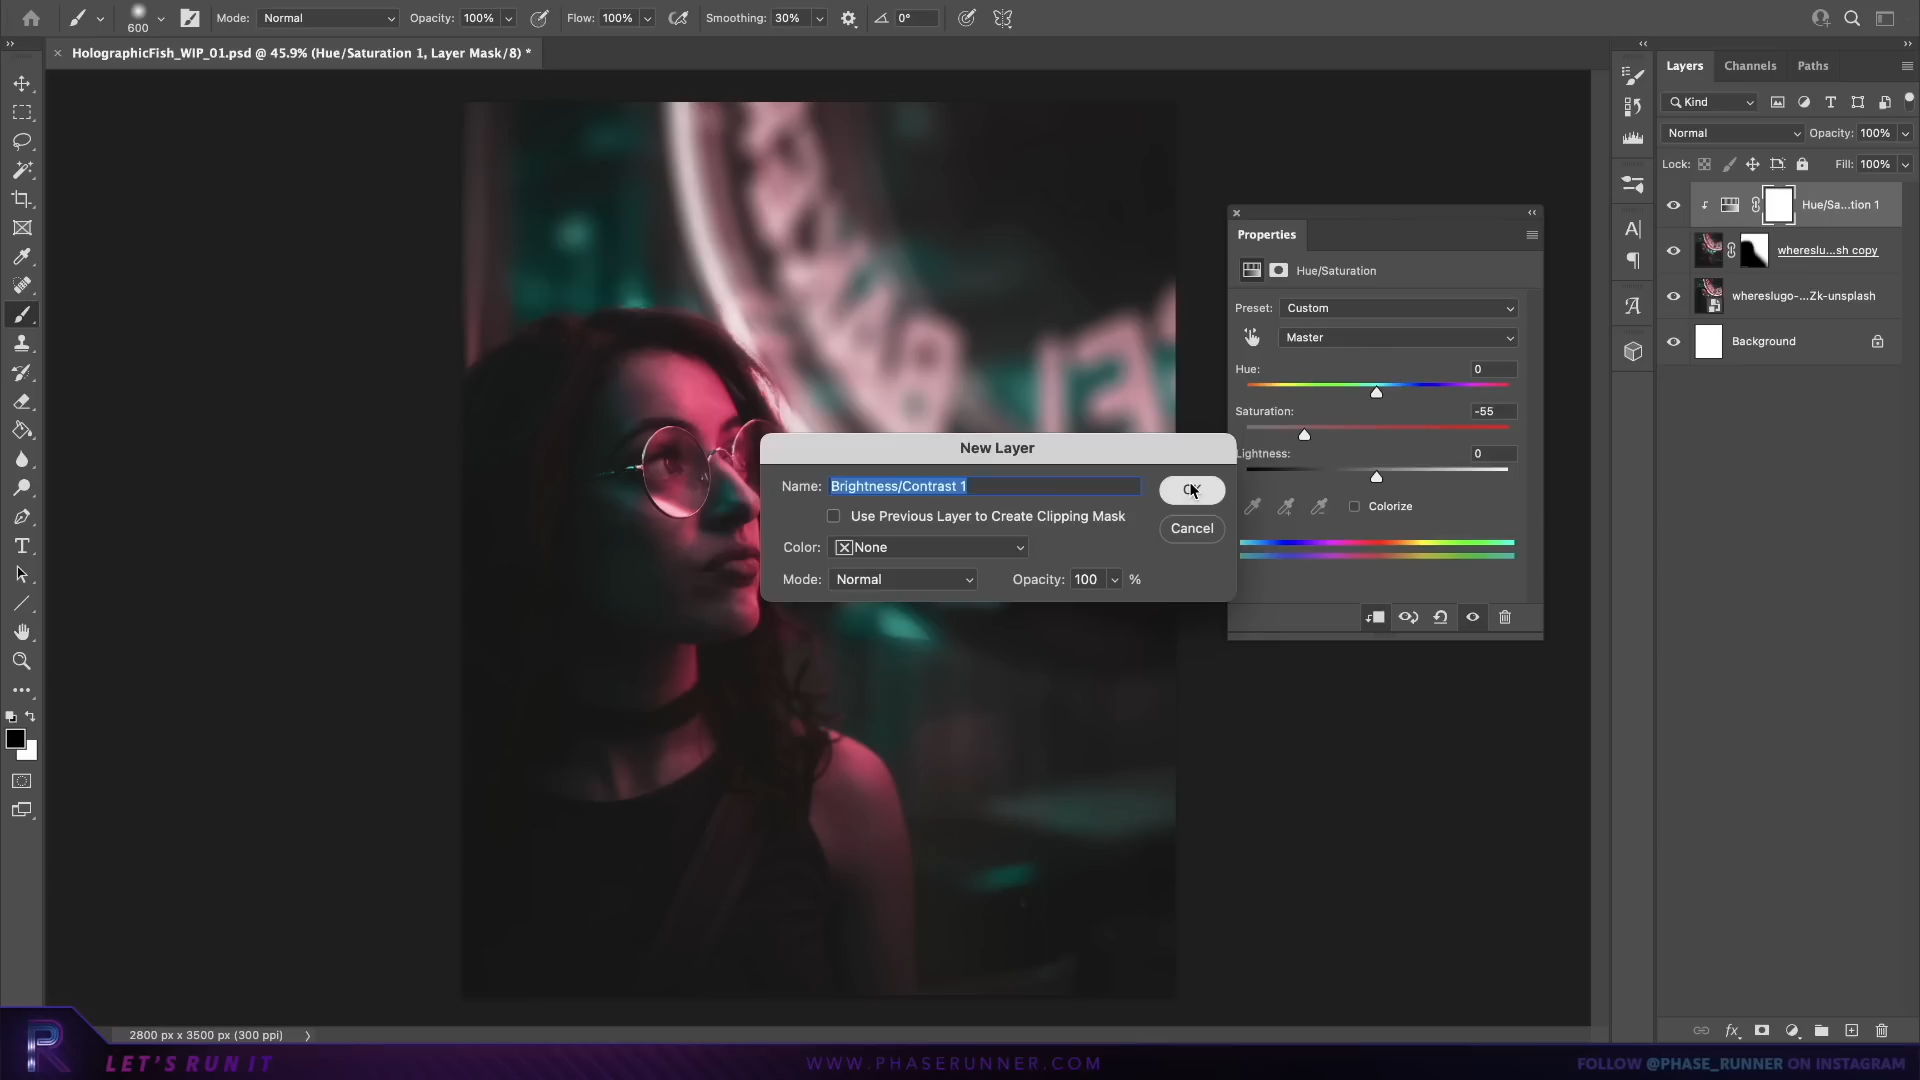 600
Mode: Normal
Opacity: 100%
Flow: 100%
Smoothing: 30%
0°
HolographicFish_WIP_01.psd @ 45.9% (Hue/Saturation 1, Layer Mask/8) *
Layers
Channels
Paths
Kind
Normal
Opacity: 100%
Lock:
Fill: 100%
Hue/Sa...tion 1
whereslu...sh copy
whereslugo-...Zk-unsplash
Background
Properties
Hue/Saturation
Preset: Custom
Master
Hue: 0
Saturation: -55
Lightness: 0
Colorize
New Layer
Name: Brightness/Contrast 1
Use Previous Layer to Create Clipping Mask
Color: None
Mode: Normal
Opacity: 100 %
OK
Cancel
2800 px x 3500 px (300 ppi)
R LET'S RUN IT
WWW.PHASERUNNER.COM
FOLLOW @PHASE_RUNNER ON INSTAGRAM